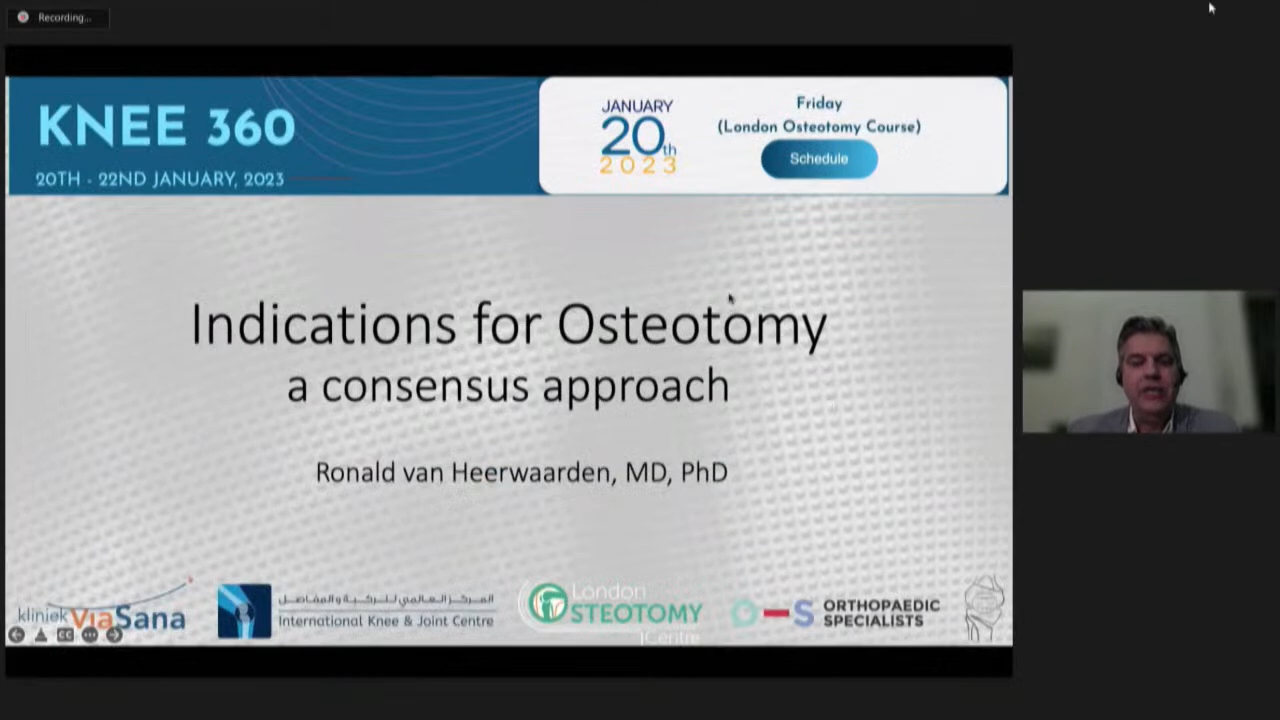 Recording...
KNEE 360
20TH - 22ND JANUARY, 2023
JANUARY
20th
2023
Friday
(London Osteotomy Course)
Schedule
Indications for Osteotomy
a consensus approach
Ronald van Heerwaarden, MD, PhD
kliniek ViaSana
المركز العالمي للركبة والمفاصل
International Knee & Joint Centre
London
OSTEOTOMY
Centre
O-S ORTHOPAEDIC
SPECIALISTS
CC